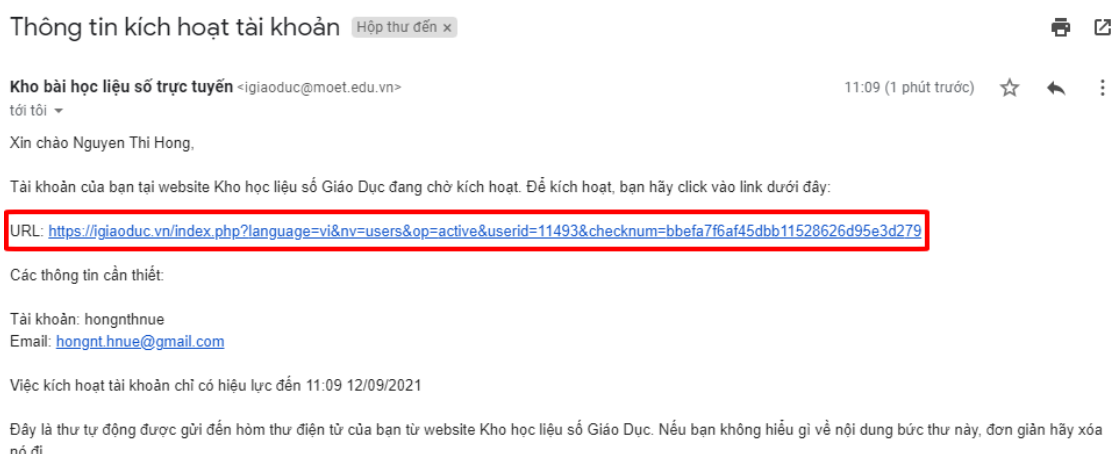 Thông tin kích hoạt tài khoản Hộp thư đến ×
Kho bài học liệu số trực tuyến <igiaoduc@moet.edu.vn> 11:09 (1 phút trước)
tới tôi
Xin chào Nguyen Thi Hong,
Tài khoản của bạn tại website Kho học liệu số Giáo Dục đang chờ kích hoạt. Để kích hoạt, bạn hãy click vào link dưới đây:
URL: https://igiaoduc.vn/index.php?language=vi&nv=users&op=active&userid=11493&checknum=bbefa7f6af45dbb11528626d95e3d279
Các thông tin cần thiết:
Tài khoản: hongnthnue
Email: hongnt.hnue@gmail.com
Việc kích hoạt tài khoản chỉ có hiệu lực đến 11:09 12/09/2021
Đây là thư tự động được gửi đến hòm thư điện tử của bạn từ website Kho học liệu số Giáo Dục. Nếu bạn không hiểu gì về nội dung bức thư này, đơn giản hãy xóa
nó đi.